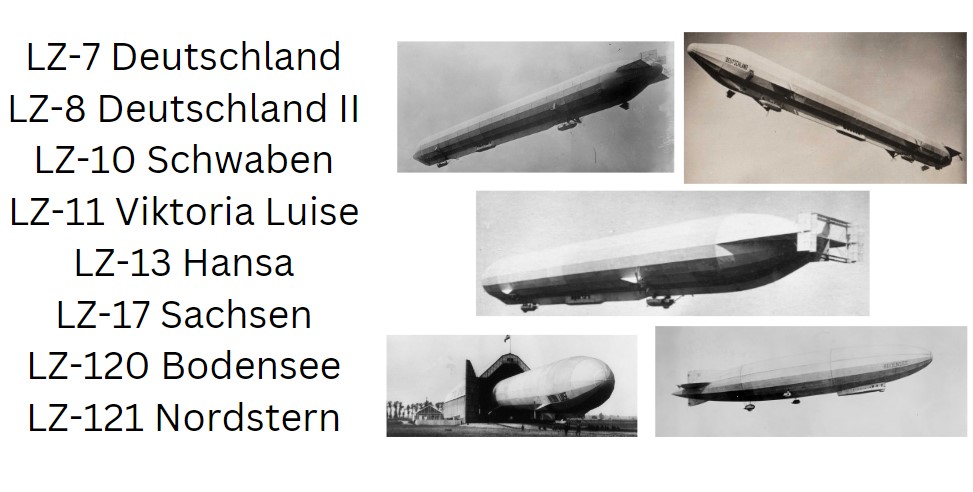 LZ-7 Deutschland
LZ-8 Deutschland II
LZ-10 Schwaben
LZ-11 Viktoria Luise
LZ-13 Hansa
LZ-17 Sachsen
LZ-120 Bodensee
LZ-121 Nordstern
DEUTSCHLAND